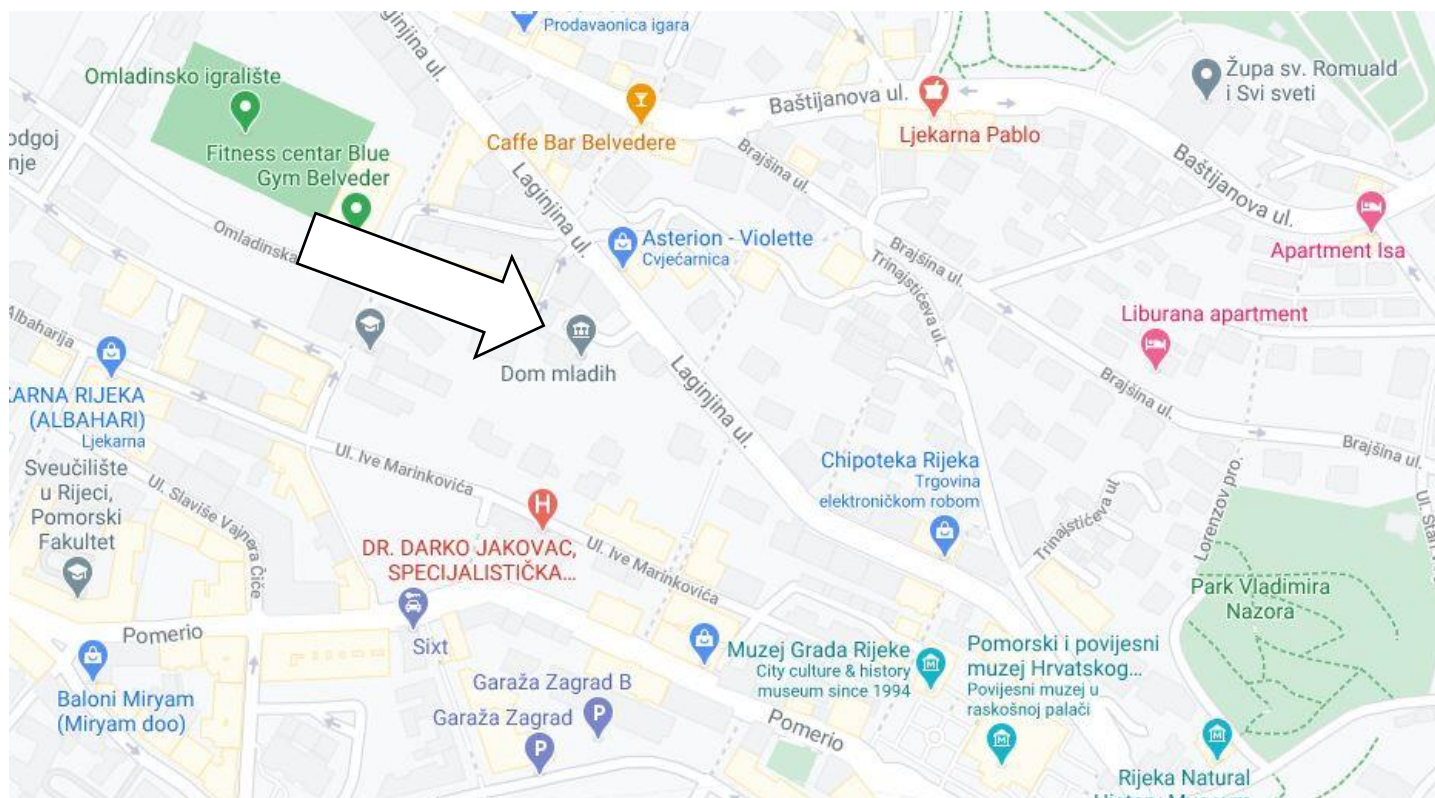 Prodavaonica igara
Laginjina ul.
Omladinsko igralište
Župa sv. Romuald
i Svi sveti
Baštijanova ul.
Caffe Bar Belvedere
Ljekarna Pablo
Fitness centar Blue
Gym Belveder
Brajšina ul.
Laginjina ul.
Baštijanova ul.
Omladinska
Asterion - Violette
Cvjećarnica
Brajšina ul.
Trinajstićeva ul.
Apartment Isa
Liburana apartment
Albaharija
Dom mladih
Laginjina ul.
Brajšina ul.
KARNA RIJEKA
(ALBAHARI)
Ljekarna
Ul. Ive Marinkovića
Brajšina ul.
Chipoteka Rijeka
Trgovina
elektroničkom robom
Sveučilište
u Rijeci,
Pomorski
Fakultet
Ul. Slaviše Vajnera Čiče
Trinajstićeva ul
Lorenzov pro.
DR. DARKO JAKOVAC,
SPECIJALISTIČKA...
Ul. Ive Marinkovića
Park Vladimira
Nazora
Pomerio
Sixt
Muzej Grada Rijeke
City culture & history
museum since 1994
Pomorski i povijesni
muzej Hrvatskog...
Povijesni muzej u
raskošnoj palači
Baloni Miryam
(Miryam doo)
Garaža Zagrad B
Garaža Zagrad
Pomerio
Rijeka Natural